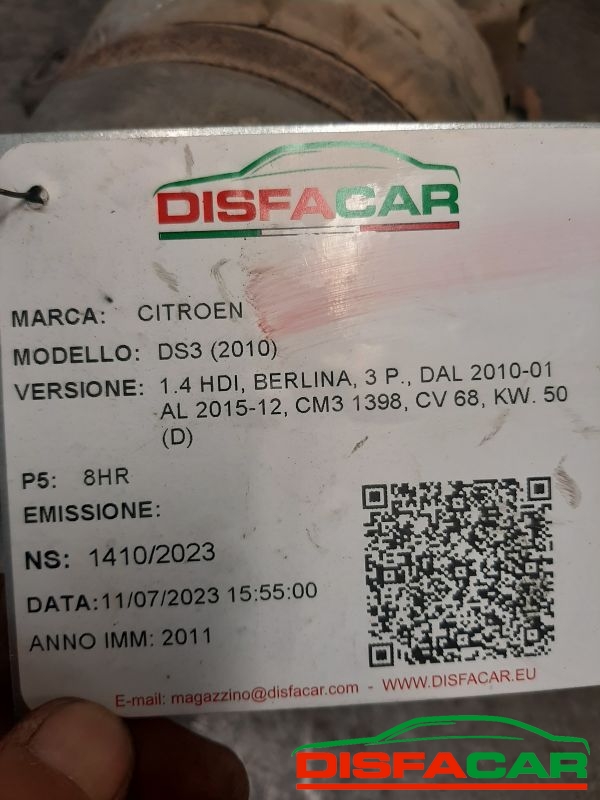 DISFACAR
MARCA: CITROEN
MODELLO: DS3 (2010)
VERSIONE: 1.4 HDI, BERLINA, 3 P., DAL 2010-01
AL 2015-12, CM3 1398, CV 68, KW. 50
(D)
P5: 8HR
EMISSIONE:
NS: 1410/2023
DATA:11/07/2023 15:55:00
ANNO IMM: 2011
E-mail: magazzino@disfacar.com - WWW.DISFACAR.EU
DISFACAR